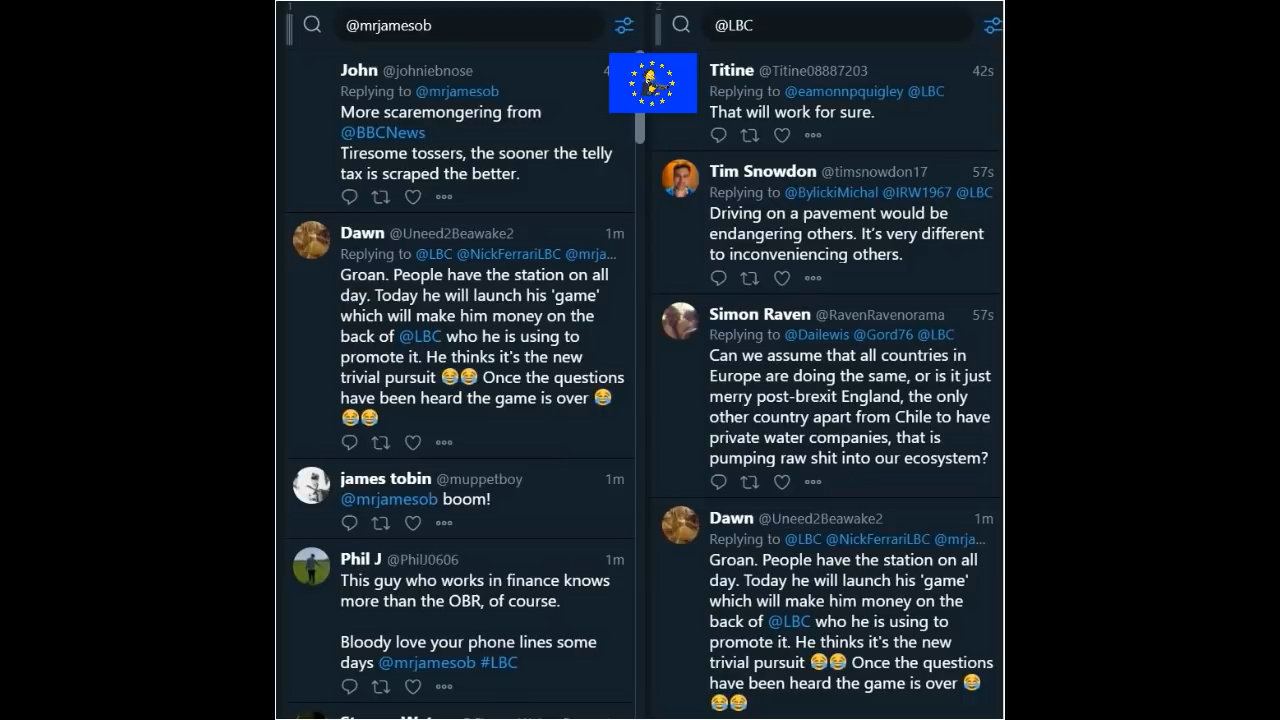 1
@mrjamesob
John @johniebnose
Replying to @mrjamesob
More scaremongering from
@BBCNews
Tiresome tossers, the sooner the telly
tax is scraped the better.
Dawn @Uneed2Beawake2 1m
Replying to @LBC @NickFerrariLBC @mrja...
Groan. People have the station on all
day. Today he will launch his 'game'
which will make him money on the
back of @LBC who he is using to
promote it. He thinks it's the new
trivial pursuit 😂😂 Once the questions
have been heard the game is over 😂
😂😂
james tobin @muppetboy 1m
@mrjamesob boom!
Phil J @PhilJ0606 1m
This guy who works in finance knows
more than the OBR, of course.
Bloody love your phone lines some
days @mrjamesob #LBC
2
@LBC
Titine @Titine08887203 42s
Replying to @eamonnpquigley @LBC
That will work for sure.
Tim Snowdon @timsnowdon17 57s
Replying to @BylickiMichal @IRW1967 @LBC
Driving on a pavement would be
endangering others. It's very different
to inconveniencing others.
Simon Raven @RavenRavenorama 57s
Replying to @Dailewis @Gord76 @LBC
Can we assume that all countries in
Europe are doing the same, or is it just
merry post-brexit England, the only
other country apart from Chile to have
private water companies, that is
pumping raw shit into our ecosystem?
Dawn @Uneed2Beawake2 1m
Replying to @LBC @NickFerrariLBC @mrja...
Groan. People have the station on all
day. Today he will launch his 'game'
which will make him money on the
back of @LBC who he is using to
promote it. He thinks it's the new
trivial pursuit 😂😂 Once the questions
have been heard the game is over 😂
😂😂